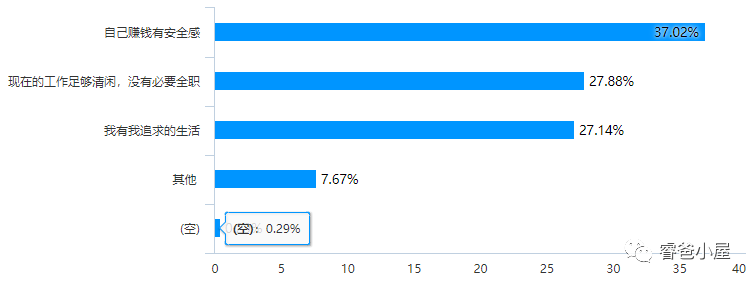 自己赚钱有安全感
37.02%
现在的工作足够清闲，没有必要全职
27.88%
我有我追求的生活
27.14%
其他
7.67%
(空)
(空)：0.29%
睿爸小屋
0 5 10 15 20 25 30 35 40